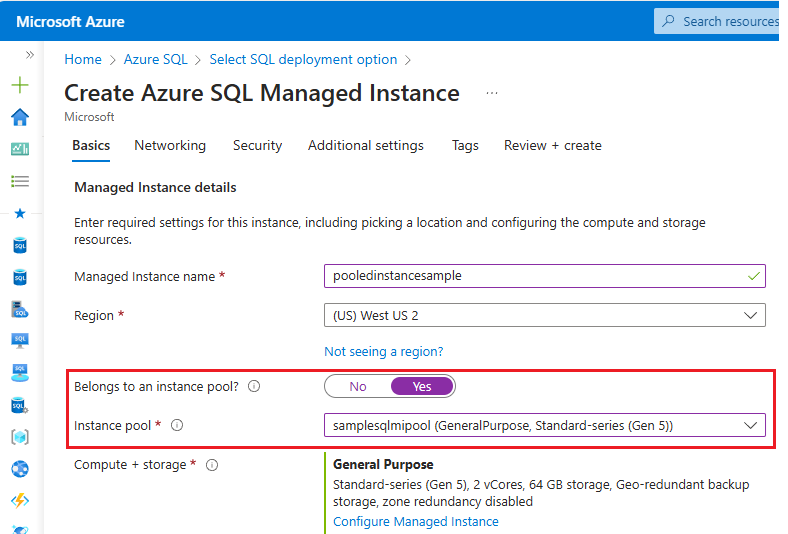 Microsoft Azure
Search resources
Home > Azure SQL > Select SQL deployment option >
Create Azure SQL Managed Instance ...
Microsoft
Basics Networking Security Additional settings Tags Review + create
Managed Instance details
Enter required settings for this instance, including picking a location and configuring the compute and storage
resources.
Managed Instance name * pooledinstancesample
Region * (US) West US 2
Not seeing a region?
Belongs to an instance pool? No Yes
Instance pool * samplesqlmipool (GeneralPurpose, Standard-series (Gen 5))
Compute + storage * General Purpose
Standard-series (Gen 5), 2 vCores, 64 GB storage, Geo-redundant backup
storage, zone redundancy disabled
Configure Managed Instance